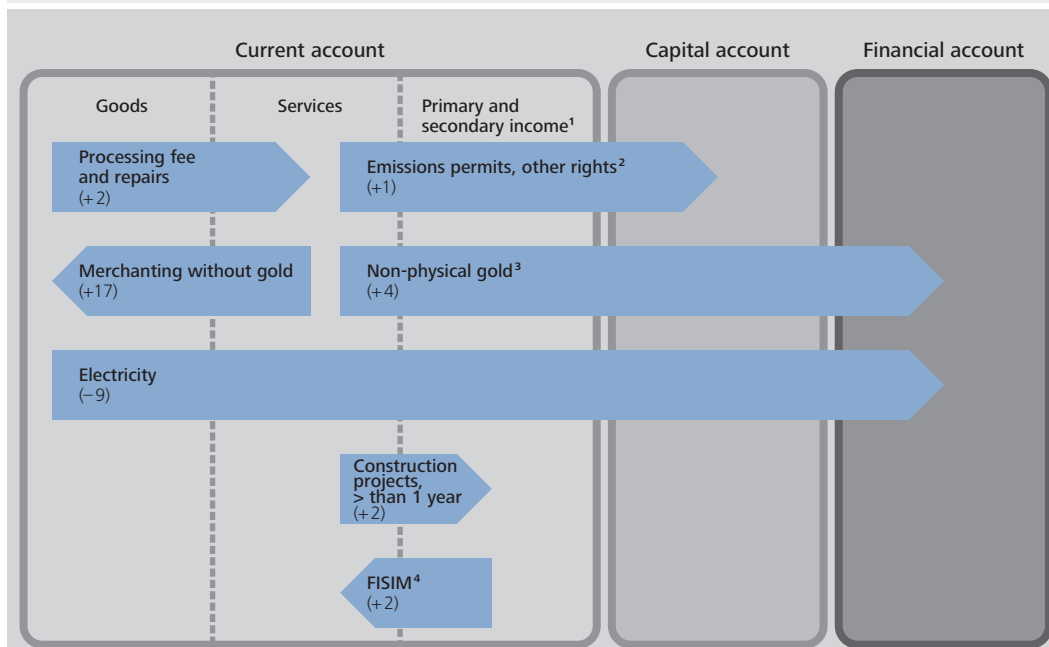 Current account
Capital account
Financial account
Goods
Services
Primary and
secondary income¹
Processing fee
and repairs
(+2)
Emissions permits, other rights²
(+1)
Merchanting without gold
(+17)
Non-physical gold³
(+4)
Electricity
(−9)
Construction
projects,
> than 1 year
(+2)
FISIM⁴
(+2)